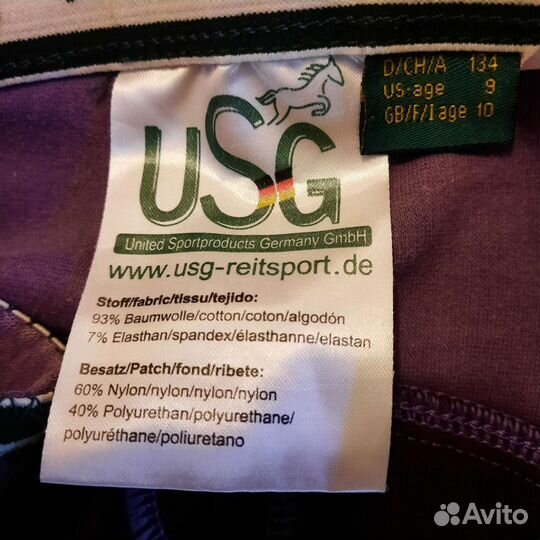 D/CH/A 134
US-age 9
GB/F/I age 10
USG
United Sportproducts Germany GmbH
www.usg-reitsport.de
Stoff/fabric/tissu/tejido:
93% Baumwolle/cotton/coton/algodón
7% Elasthan/spandex/élasthanne/elastan
Besatz/Patch/fond/ribete:
60% Nylon/nylon/nylon/nylon
40% Polyurethan/polyurethane/
polyuréthane/poliuretano
Avito